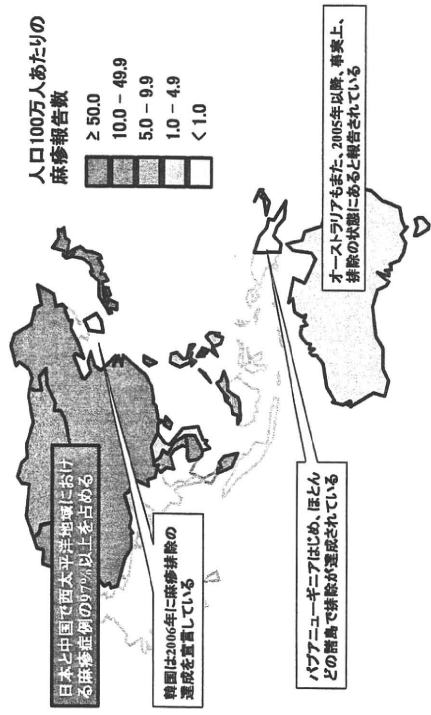 人口100万人あたりの
麻疹報告数
≥ 50.0
10.0 - 49.9
5.0 - 9.9
1.0 - 4.9
< 1.0
日本と中国で西太平洋地域におけ
る麻疹症例の97%以上を占める
韓国は2006年に麻疹排除の
達成を宣言している
パプアニューギニアはじめ、ほとん
どの諸島で排除が達成されている
オーストラリアもまた、2005年以降、事実上、
排除の状態にあると報告されている